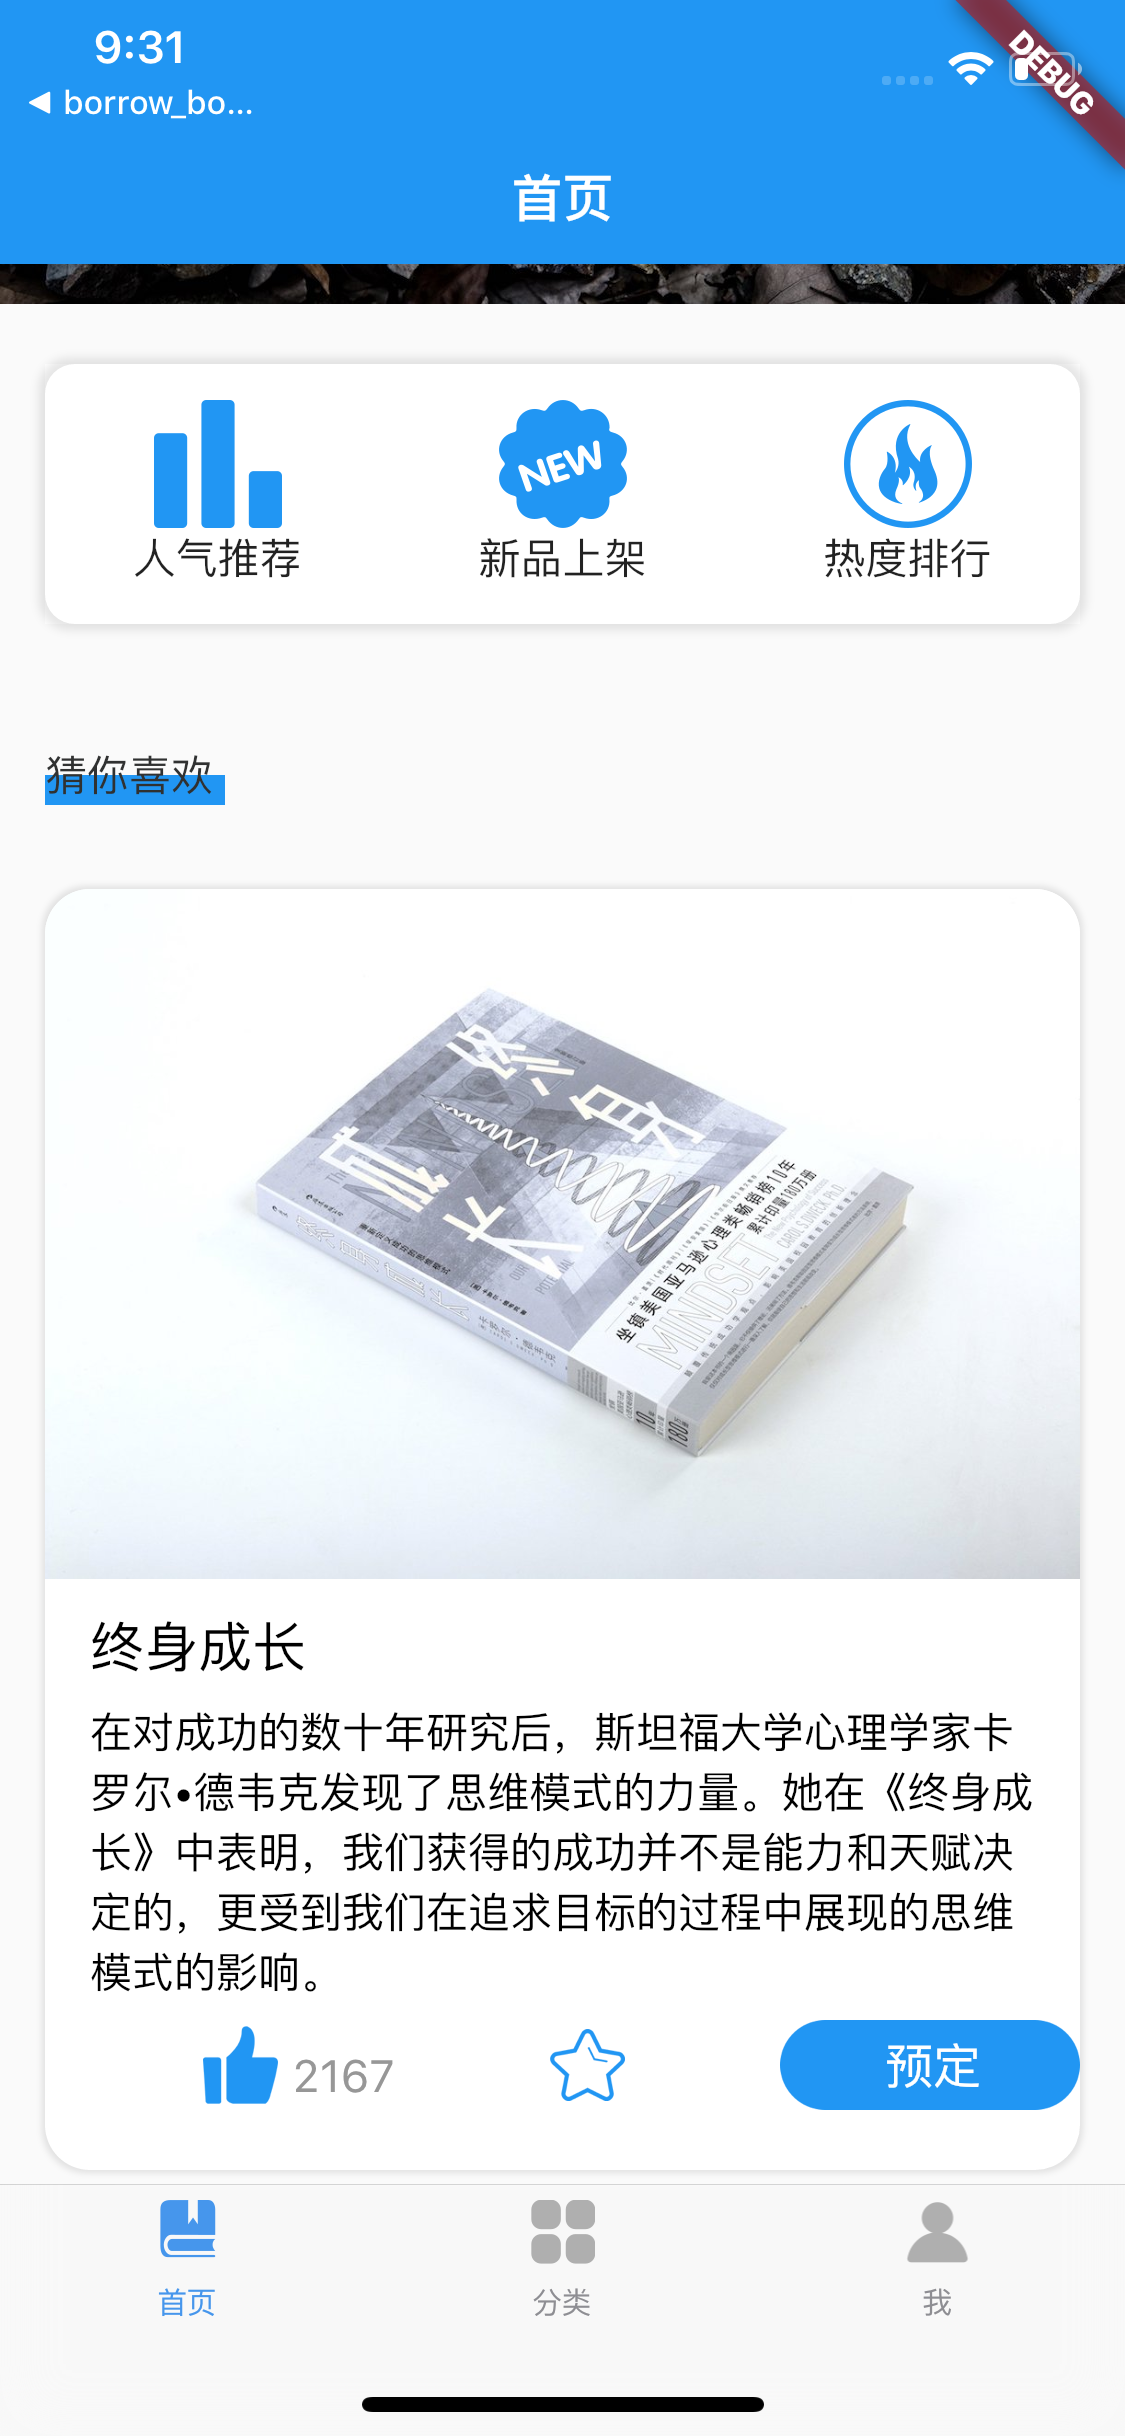 9:31
DEBUG
borrow_bo...
首页
NEW
人气推荐
新品上架
热度排行
猜你喜欢
终身
成长
坐镇美国亚马逊心理类畅销榜10年
累计印量180万册
CAROL S. DWECK, Ph.D.
MINDSET
终身成长
在对成功的数十年研究后，斯坦福大学心理学家卡
罗尔•德韦克发现了思维模式的力量。她在《终身成
长》中表明，我们获得的成功并不是能力和天赋决
定的，更受到我们在追求目标的过程中展现的思维
模式的影响。
2167
预定
首页
分类
我